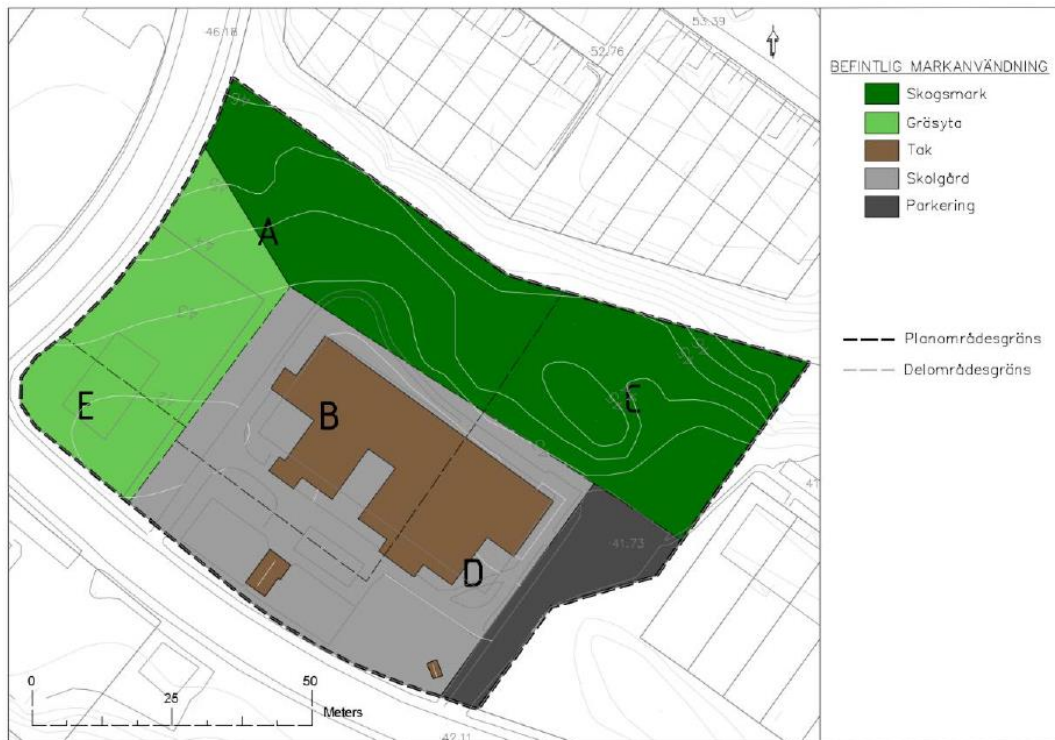 46.18
53.39
52.76
BEFINTLIG MARKANVÄNDNING
Skogsmark
Gräsyta
Tak
Skolgård
Parkering
A
B
E
D
41.73
Planområdesgräns
Delområdesgräns
0
50
25
Meters
42.11